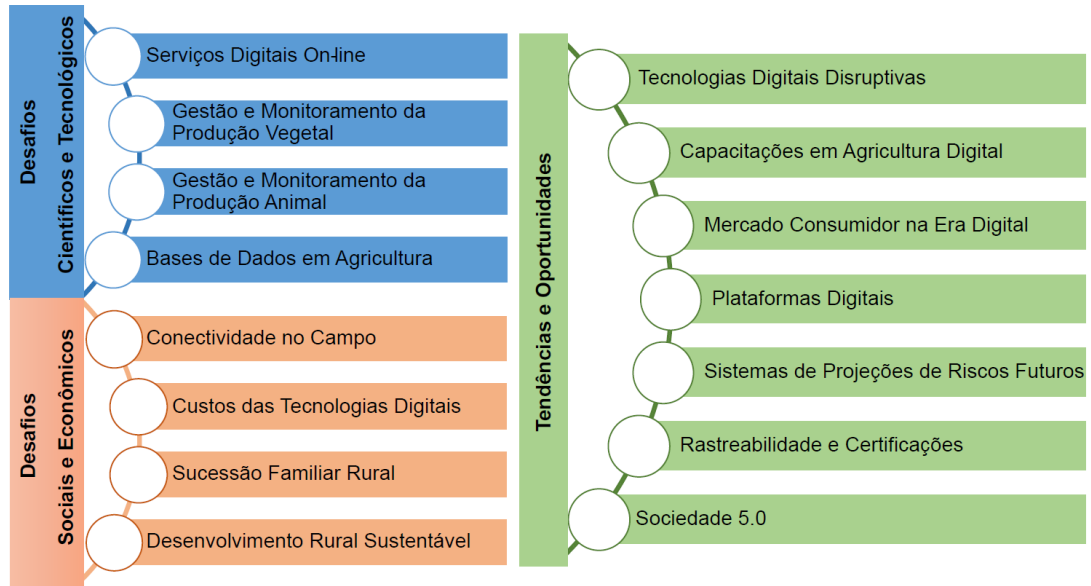 Desafios
Científicos e Tecnológicos
Serviços Digitais On-line
Gestão e Monitoramento da
Produção Vegetal
Gestão e Monitoramento da
Produção Animal
Bases de Dados em Agricultura
Desafios
Sociais e Econômicos
Conectividade no Campo
Custos das Tecnologias Digitais
Sucessão Familiar Rural
Desenvolvimento Rural Sustentável
Tendências e Oportunidades
Tecnologias Digitais Disruptivas
Capacitações em Agricultura Digital
Mercado Consumidor na Era Digital
Plataformas Digitais
Sistemas de Projeções de Riscos Futuros
Rastreabilidade e Certificações
Sociedade 5.0